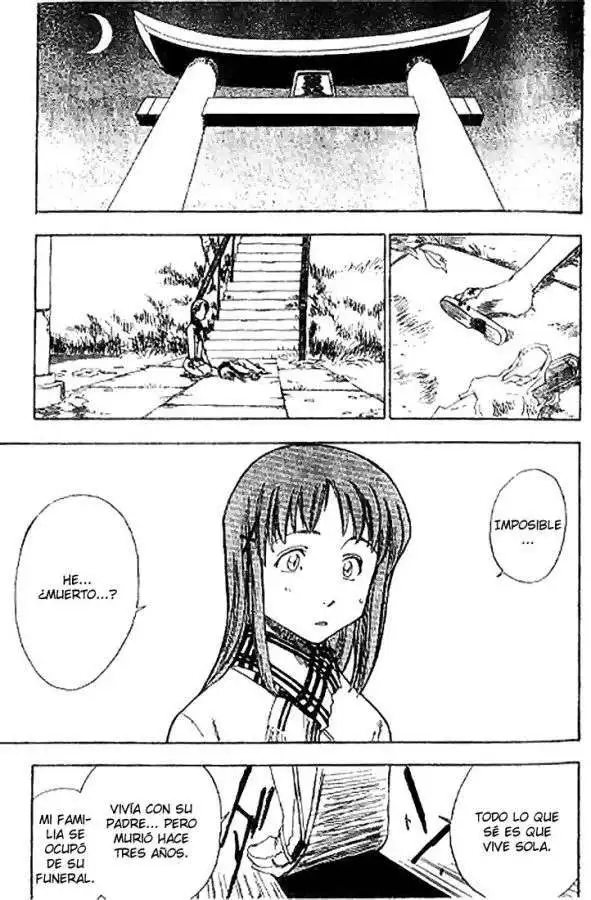 IMPOSIBLE
...
HE...
¿MUERTO...?
TODO LO QUE
SÉ ES QUE
VIVE SOLA.
VIVÍA CON SU
PADRE... PERO
MURIÓ HACE
TRES AÑOS.
MI FAMI-
LIA SE
OCUPÓ
DE SU
FUNERAL.